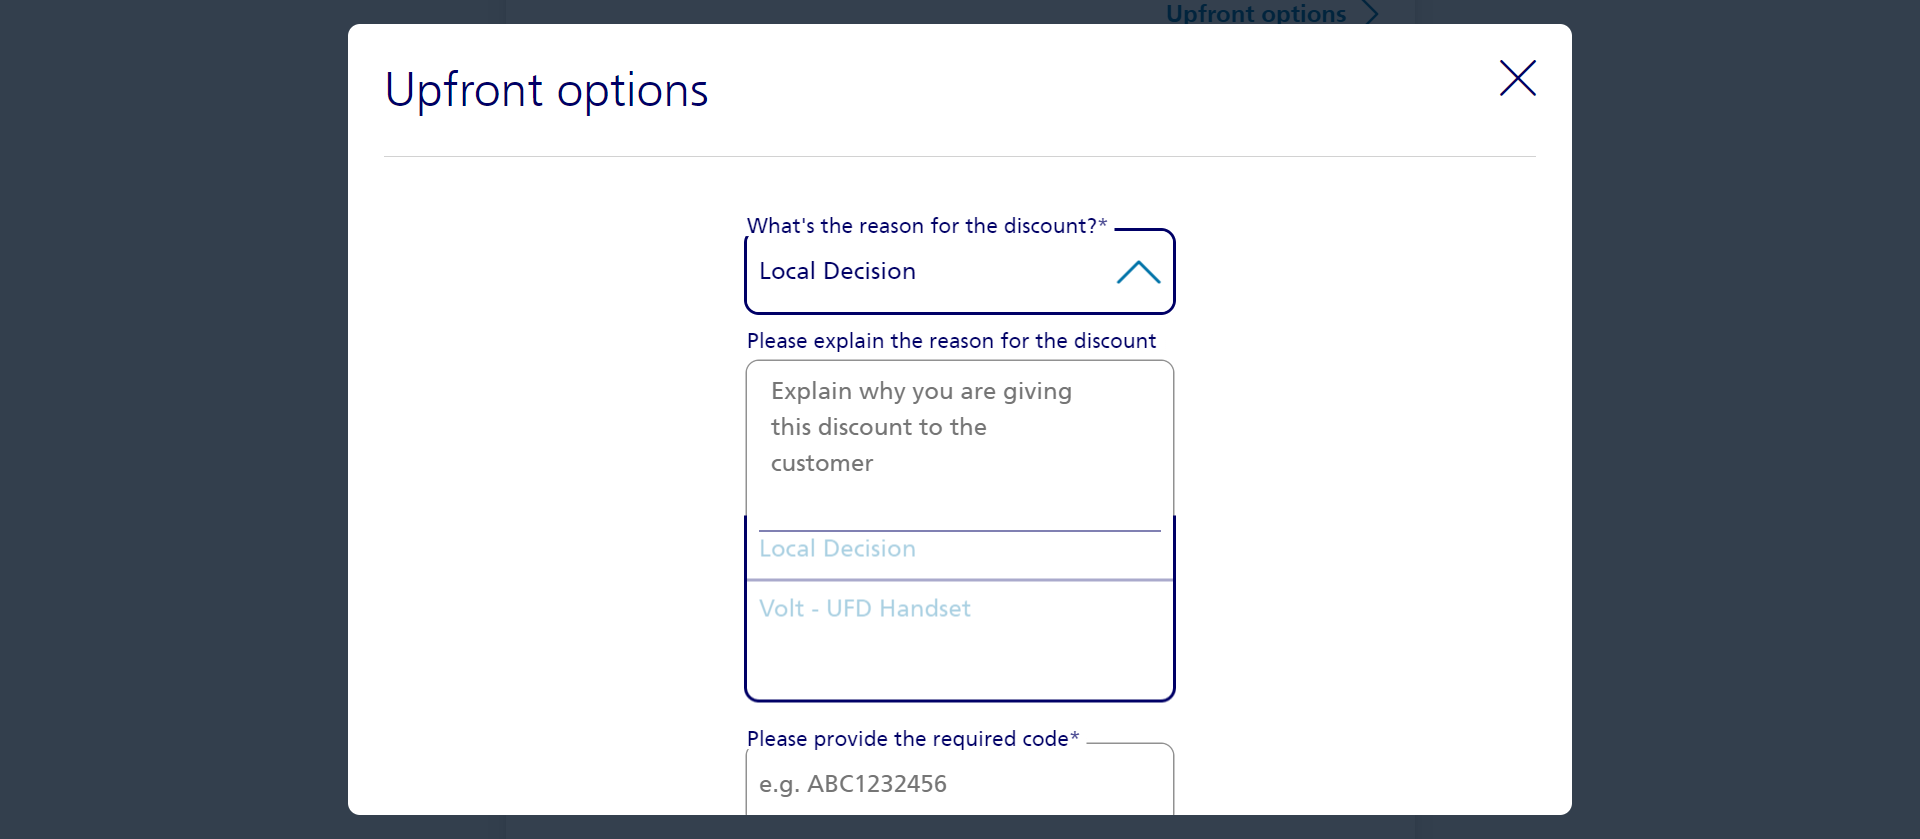 Upfront options
Upfront options
What's the reason for the discount?*
Local Decision
Please explain the reason for the discount
Explain why you are giving
this discount to the
customer
Local Decision
Volt - UFD Handset
Please provide the required code*
e.g. ABC1232456